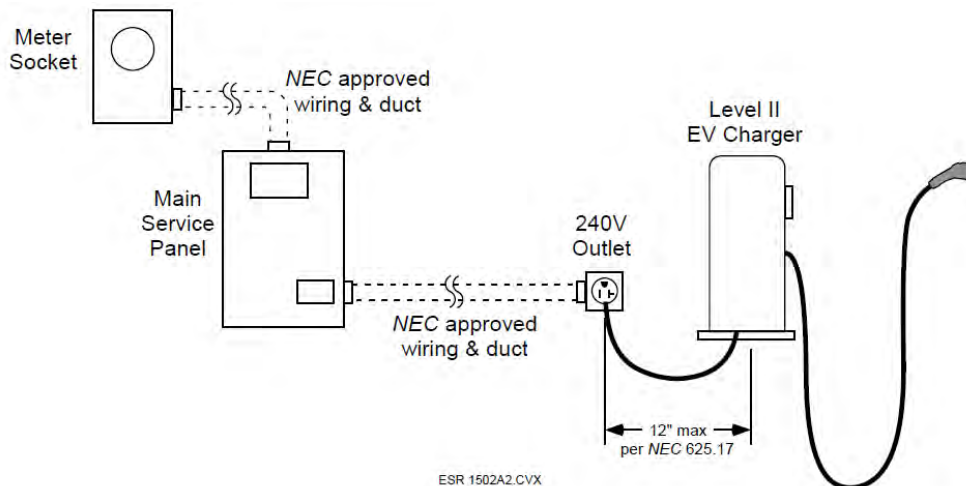 Meter
Socket
NEC approved
wiring & duct
Level II
EV Charger
Main
Service
Panel
240V
Outlet
NEC approved
wiring & duct
12" max
per NEC 625.17
ESR 1502A2.CVX